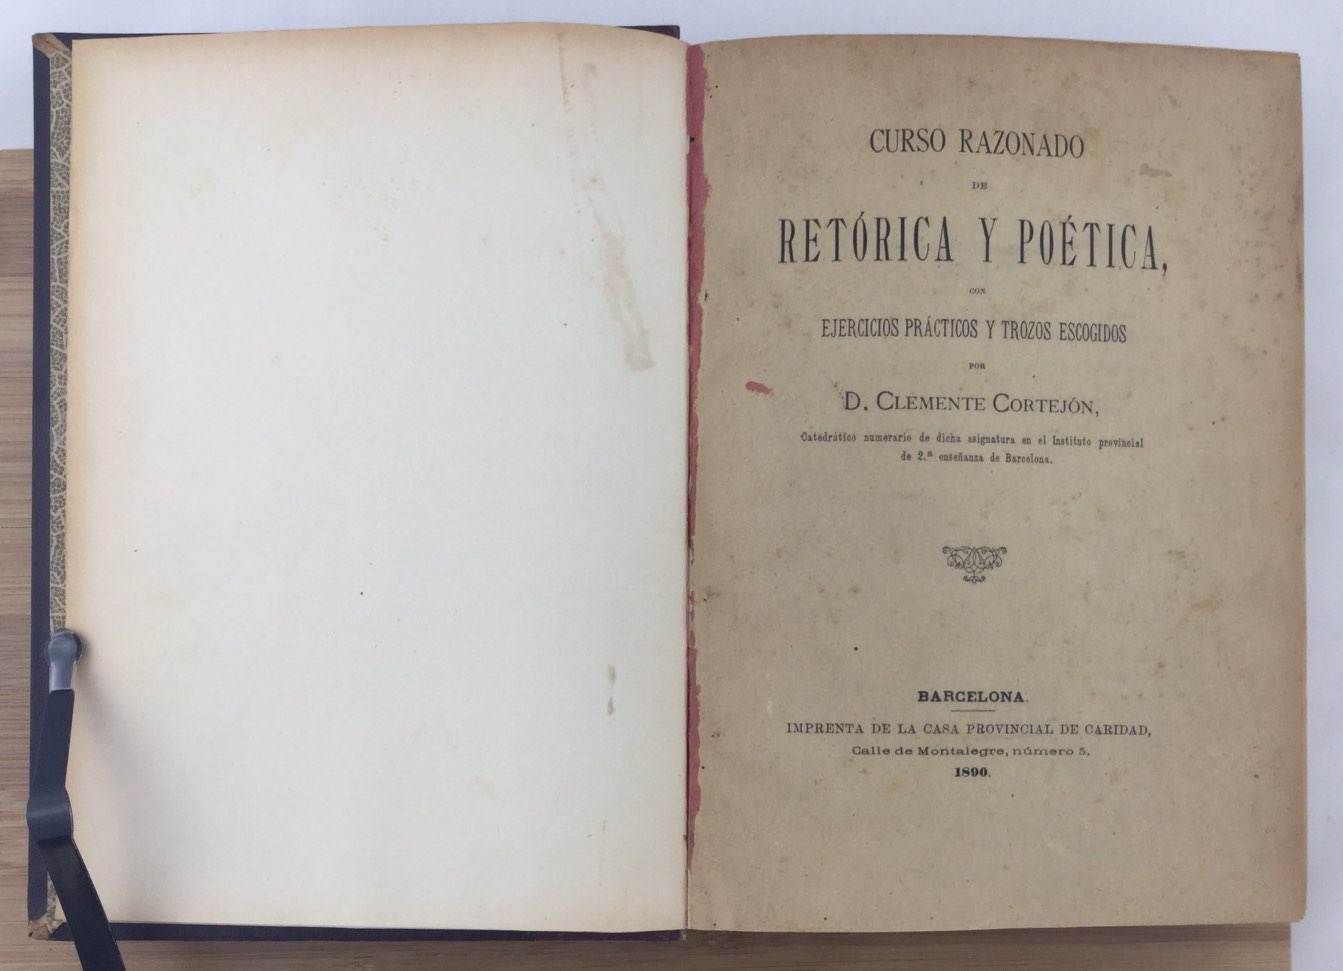 CURSO RAZONADO
DE
RETÓRICA Y POÉTICA,
CON
EJERCICIOS PRÁCTICOS Y TROZOS ESCOGIDOS
POR
D. CLEMENTE CORTEJÓN,
Catedrático numerario de dicha asignatura en el Instituto provincial
de 2.ª enseñanza de Barcelona.
BARCELONA.
IMPRENTA DE LA CASA PROVINCIAL DE CARIDAD,
Calle de Montalegre, número 5.
1890.